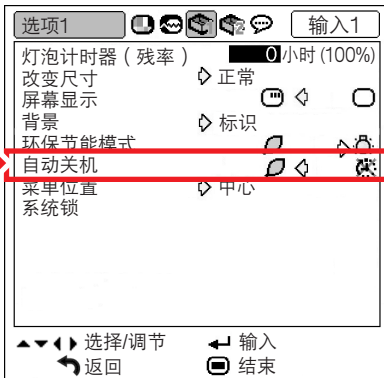 选项1 输入1
灯泡计时器（残率） 0 小时 (100%)
改变尺寸 正常
屏幕显示
背景 标识
环保节能模式
自动关机
菜单位置 中心
系统锁
选择/调节 输入
返回 结束